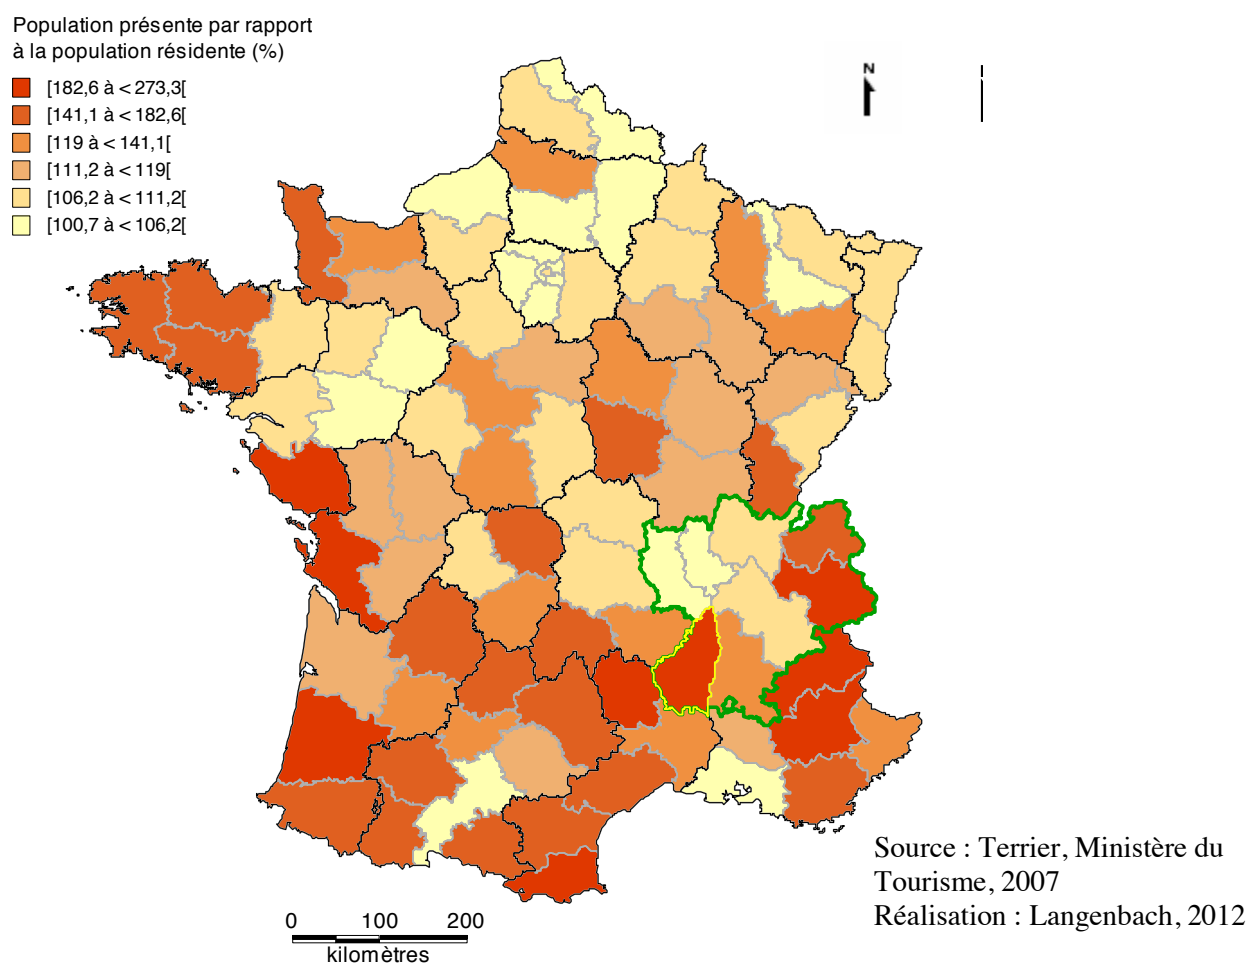 Population présente par rapport
à la population résidente (%)
[182,6 à < 273,3[
[141,1 à < 182,6[
[119 à < 141,1[
[111,2 à < 119[
[106,2 à < 111,2[
[100,7 à < 106,2[
N
0 100 200
kilomètres
Source : Terrier, Ministère du
Tourisme, 2007
Réalisation : Langenbach, 2012